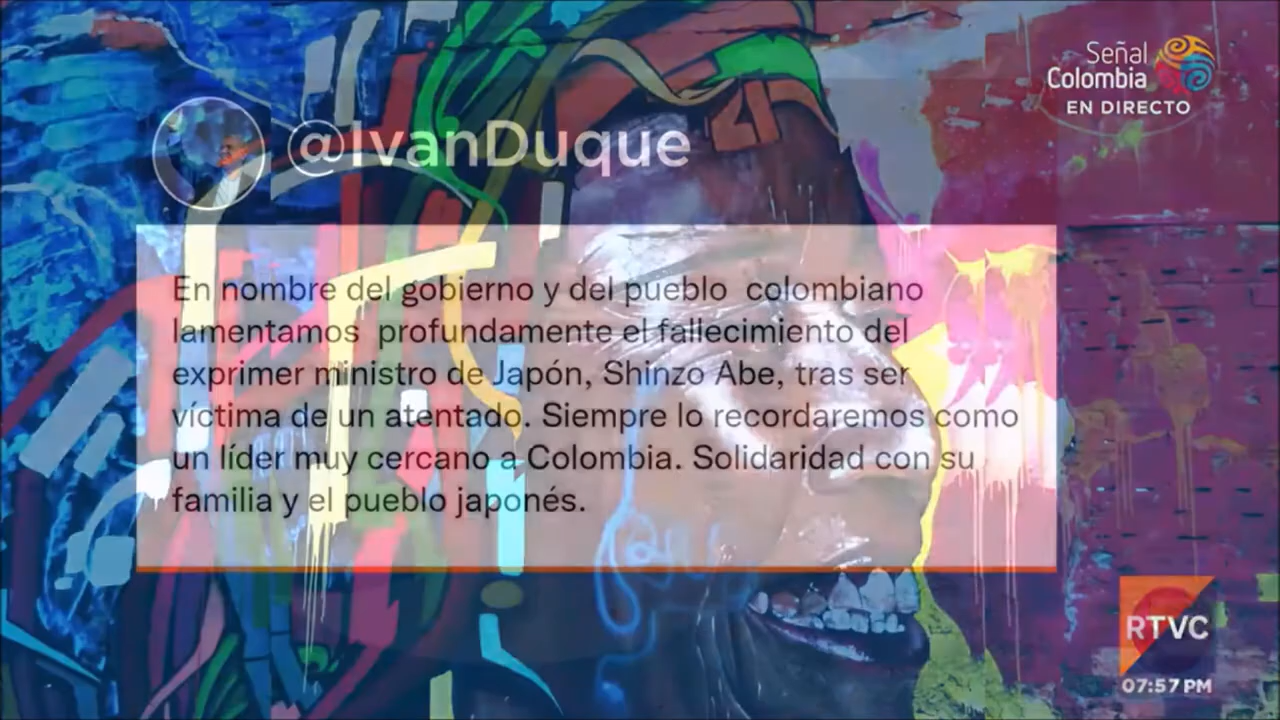 Señal
Colombia
EN DIRECTO
@IvanDuque
En nombre del gobierno y del pueblo colombiano
lamentamos profundamente el fallecimiento del
exprimer ministro de Japón, Shinzo Abe, tras ser
víctima de un atentado. Siempre lo recordaremos como
un líder muy cercano a Colombia. Solidaridad con su
familia y el pueblo japonés.
RTVC
07:57 PM